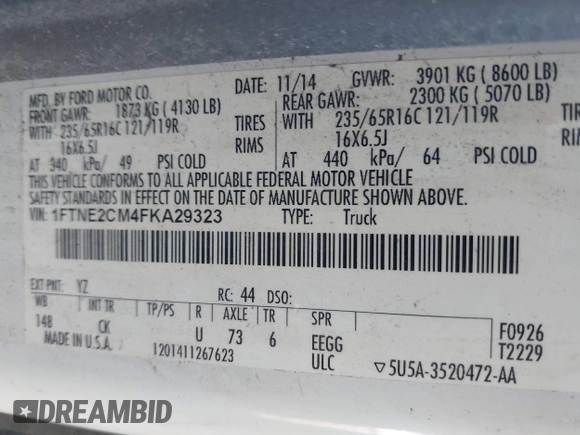 MFD. BY FORD MOTOR CO.
DATE: 11/14 GVWR: 3901 KG ( 8600 LB)
FRONT GAWR: 1873 KG ( 4130 LB)
REAR GAWR: 2300 KG ( 5070 LB)
WITH 235/65R16C 121/119R TIRES
WITH 235/65R16C 121/119R TIRES
16X6.5J RIMS
16X6.5J RIMS
AT 340 kPa/ 49 PSI COLD
AT 440 kPa/ 64 PSI COLD
THIS VEHICLE CONFORMS TO ALL APPLICABLE FEDERAL MOTOR VEHICLE
SAFETY STANDARDS IN EFFECT ON THE DATE OF MANUFACTURE SHOWN ABOVE.
VIN: 1FTNE2CM4FKA29323 TYPE: Truck
EXT PNT: YZ RC: 44 DSO:
WB INT TR TP/PS R AXLE TR SPR
148 CK U 73 6 EEGG
F0926
T2229
MADE IN U.S.A. 1201411267623 ULC ▽5U5A-3520472-AA
DREAMBID